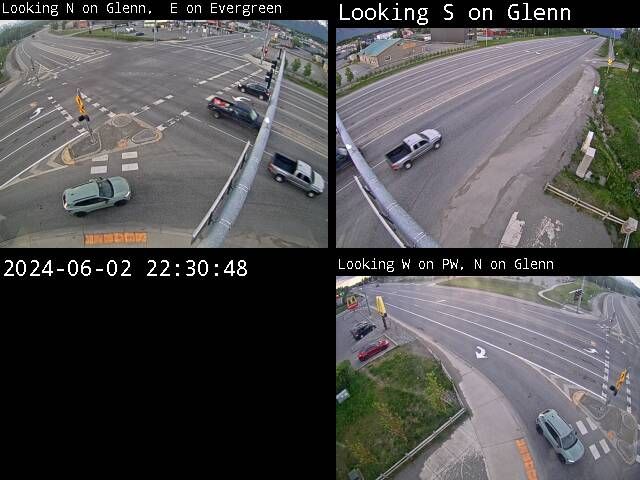 Looking N on Glenn,  E on Evergreen
Looking S on Glenn
2024-06-02 22:30:48
Looking W on PW, N on Glenn